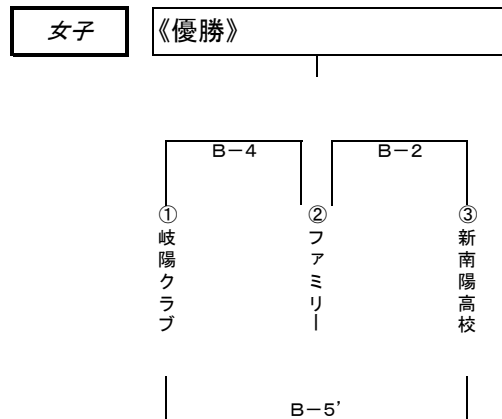 女子
《優勝》
B－4
B－2
①岐陽クラブ
②ファミリー
③新南陽高校
B－5’